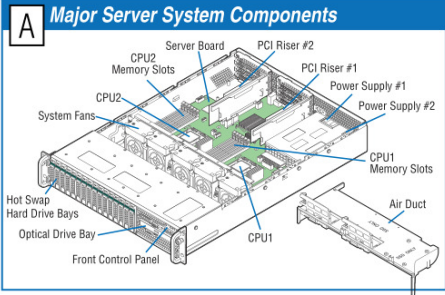 A
Major Server System Components
CPU2
Memory Slots
Server Board
PCI Riser #2
PCI Riser #1
Power Supply #1
Power Supply #2
CPU2
System Fans
CPU1
Memory Slots
Air Duct
Hot Swap
Hard Drive Bays
Optical Drive Bay
Front Control Panel
CPU1